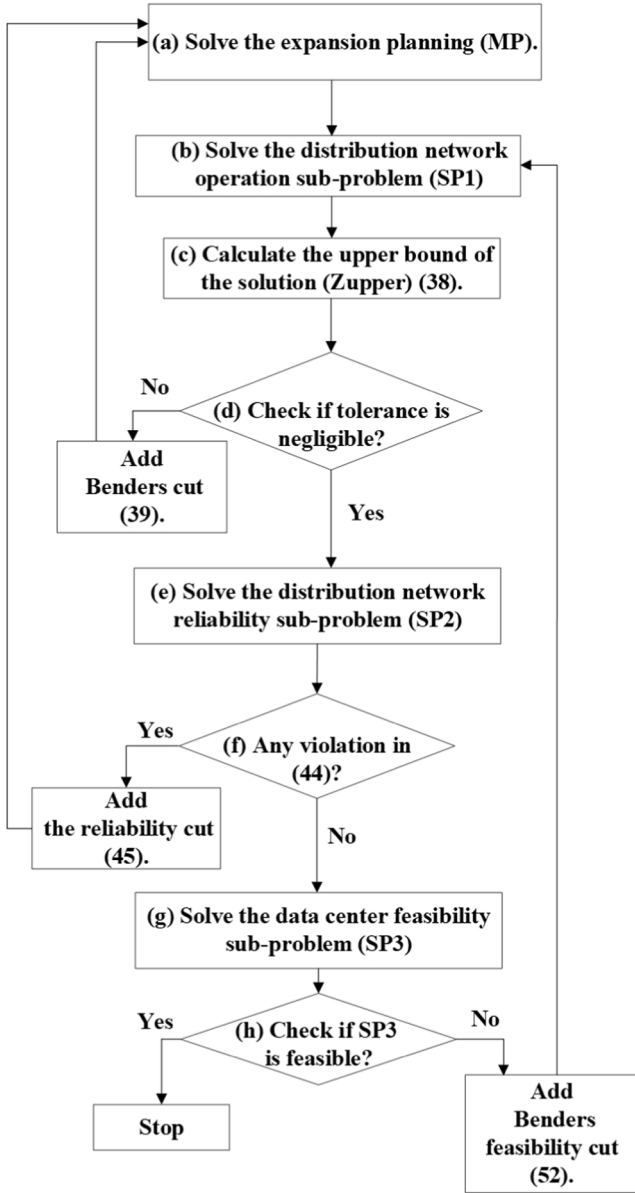 (a) Solve the expansion planning (MP).
(b) Solve the distribution network
operation sub-problem (SP1)
(c) Calculate the upper bound of
the solution (Zupper) (38).
No
(d) Check if tolerance is
negligible?
Add
Benders cut
(39).
Yes
(e) Solve the distribution network
reliability sub-problem (SP2)
Yes
(f) Any violation in
(44)?
Add
the reliability cut
(45).
No
(g) Solve the data center feasibility
sub-problem (SP3)
Yes
(h) Check if SP3
is feasible?
No
Stop
Add
Benders
feasibility cut
(52).